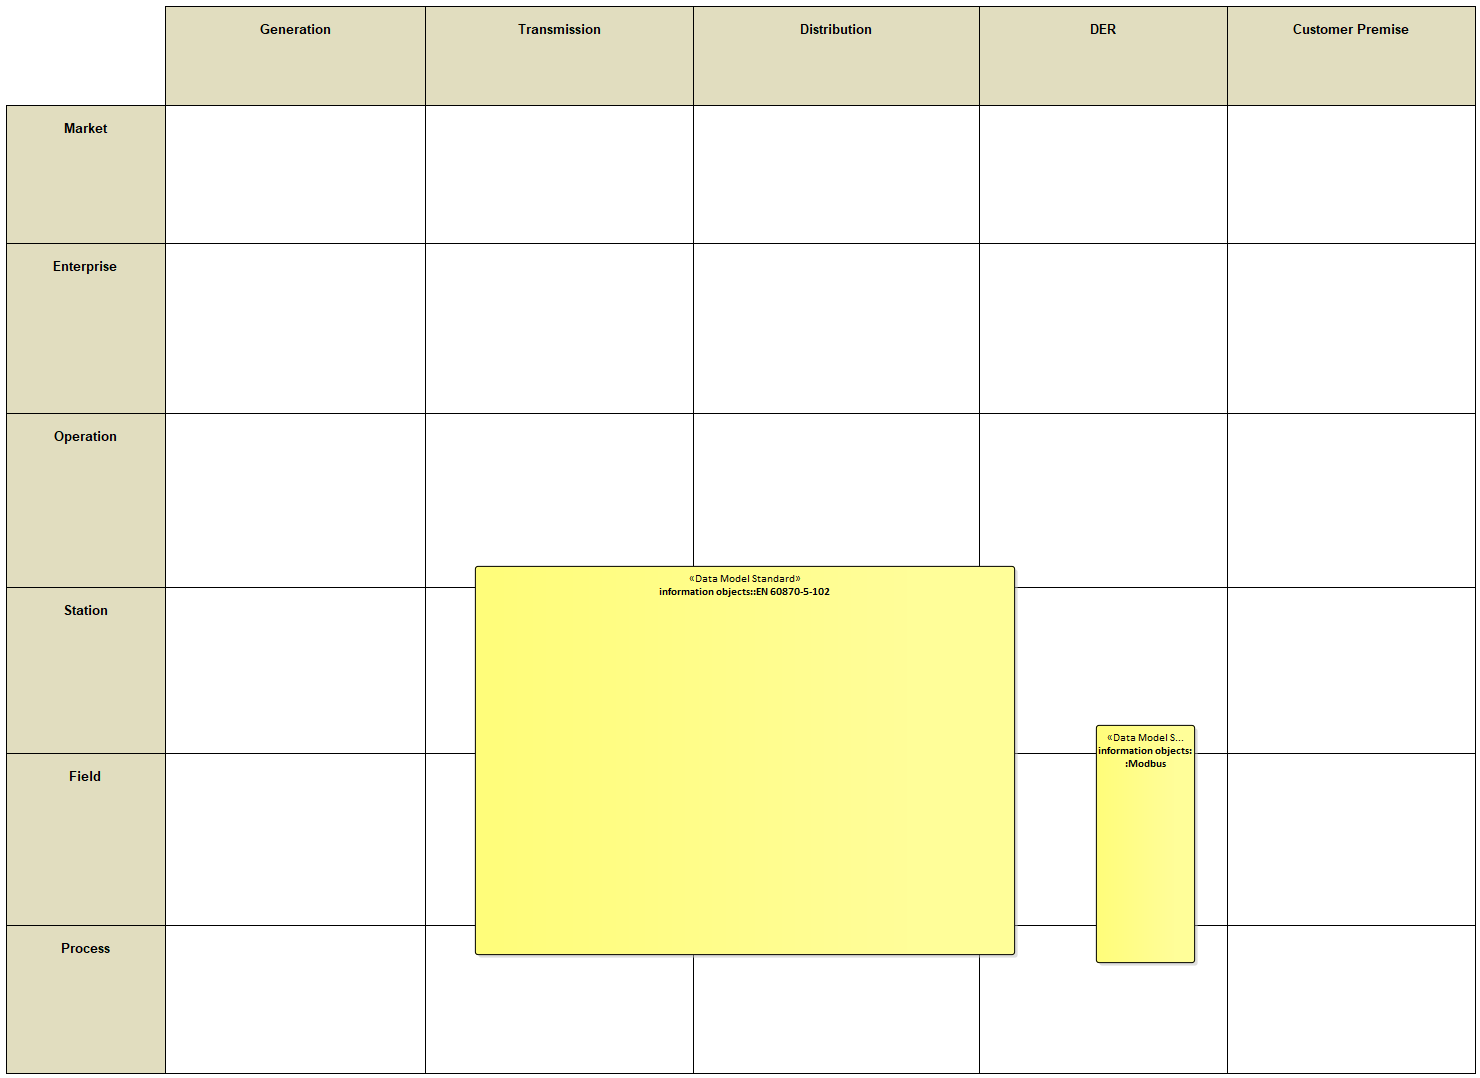 Generation
Transmission
Distribution
DER
Customer Premise
Market
Enterprise
Operation
«Data Model Standard»
information objects::EN 60870-5-102
Station
«Data Model S...
information objects:
:Modbus
Field
Process